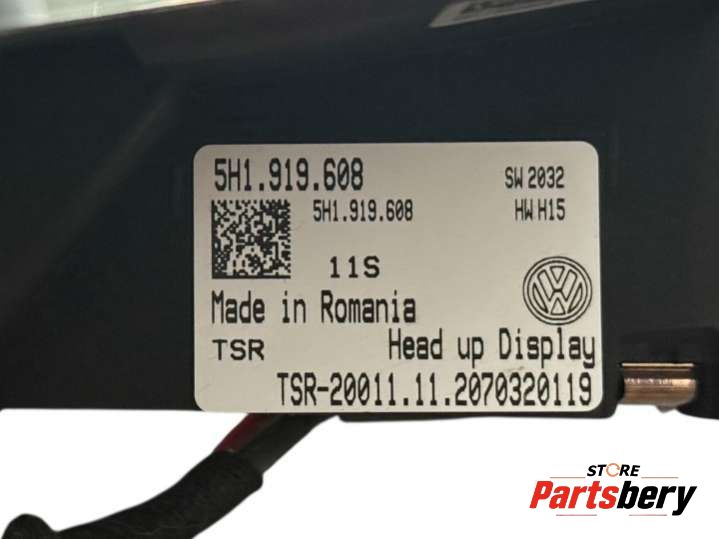 5H1.919.608
SW 2032
5H1.919.608
HW H15
11S
Made in Romania
TSR
Head up Display
TSR-20011.11.2070320119
STORE
Partsbery